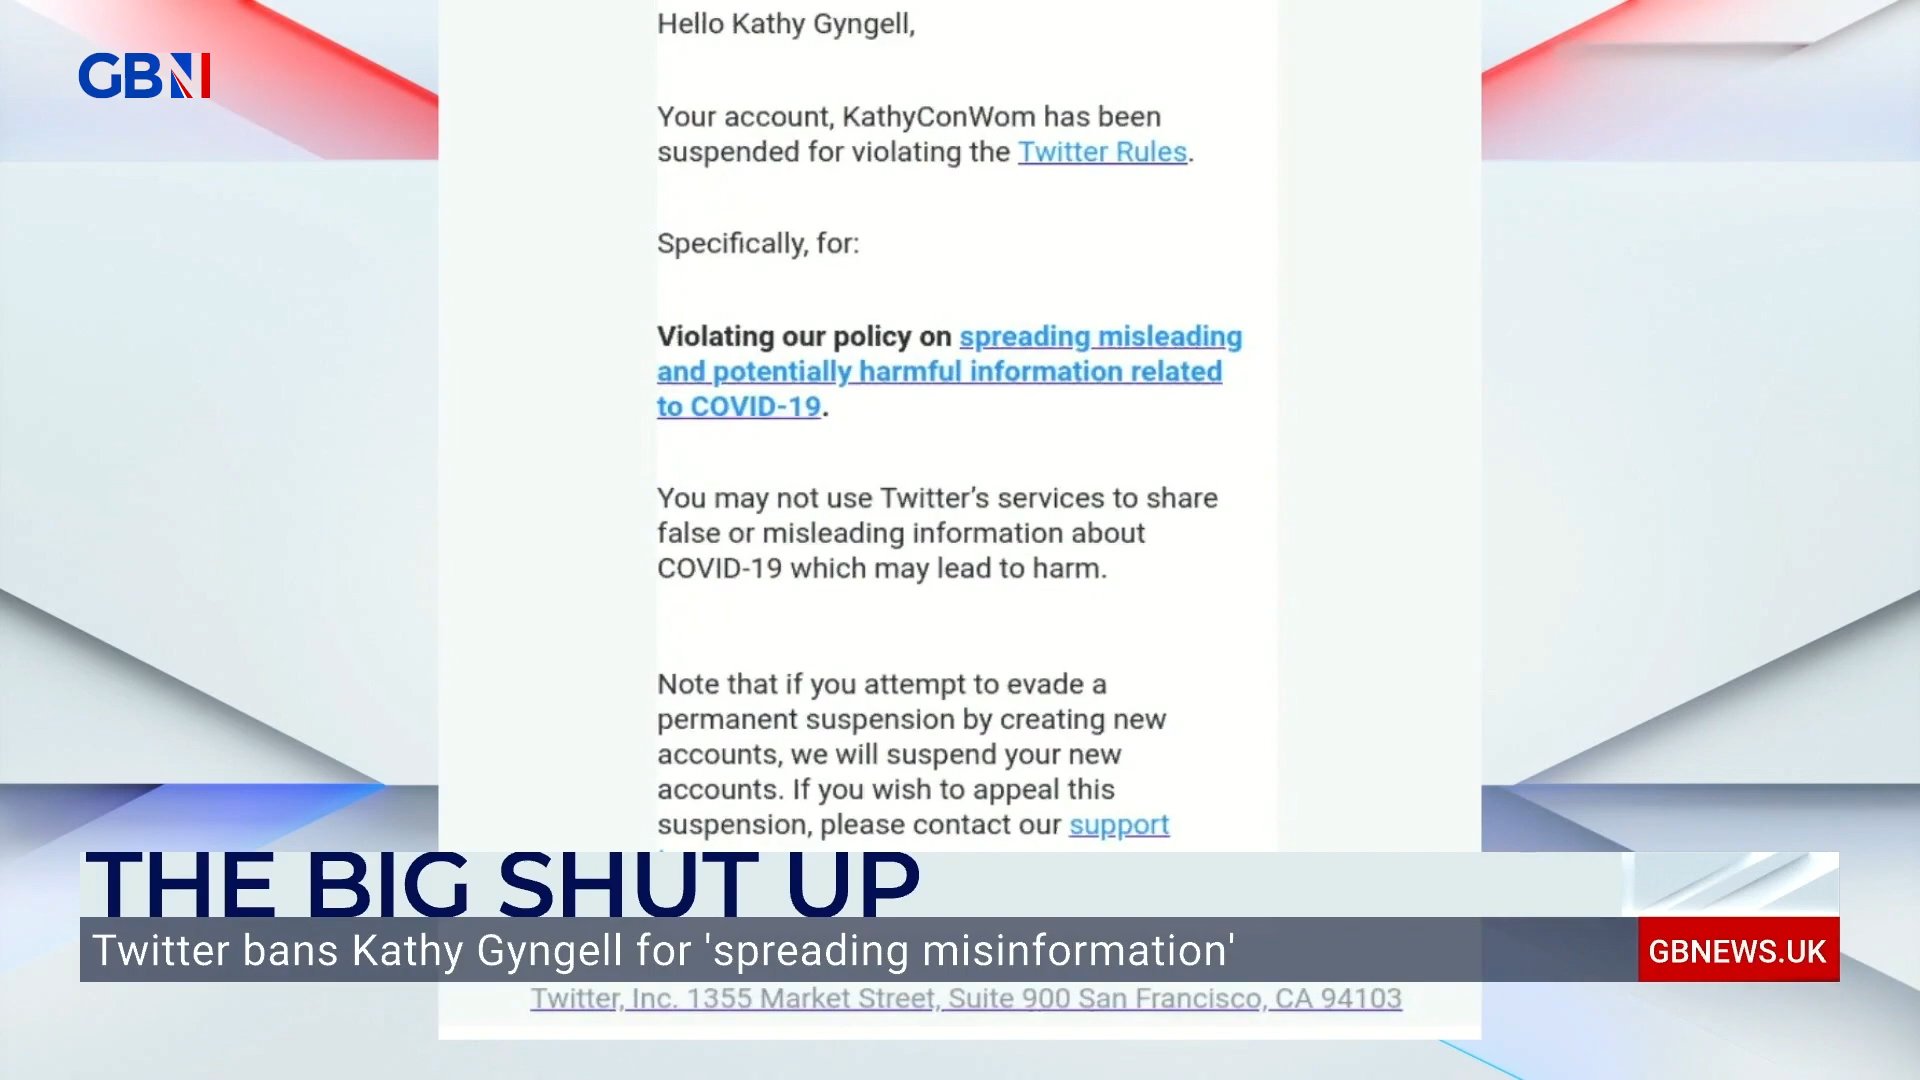 GBN
Hello Kathy Gyngell,
Your account, KathyConWom has been
suspended for violating the Twitter Rules.
Specifically, for:
Violating our policy on spreading misleading
and potentially harmful information related
to COVID-19.
You may not use Twitter’s services to share
false or misleading information about
COVID-19 which may lead to harm.
Note that if you attempt to evade a
permanent suspension by creating new
accounts, we will suspend your new
accounts. If you wish to appeal this
suspension, please contact our support
THE BIG SHUT UP
Twitter bans Kathy Gyngell for 'spreading misinformation'
GBNEWS.UK
Twitter, Inc. 1355 Market Street, Suite 900 San Francisco, CA 94103